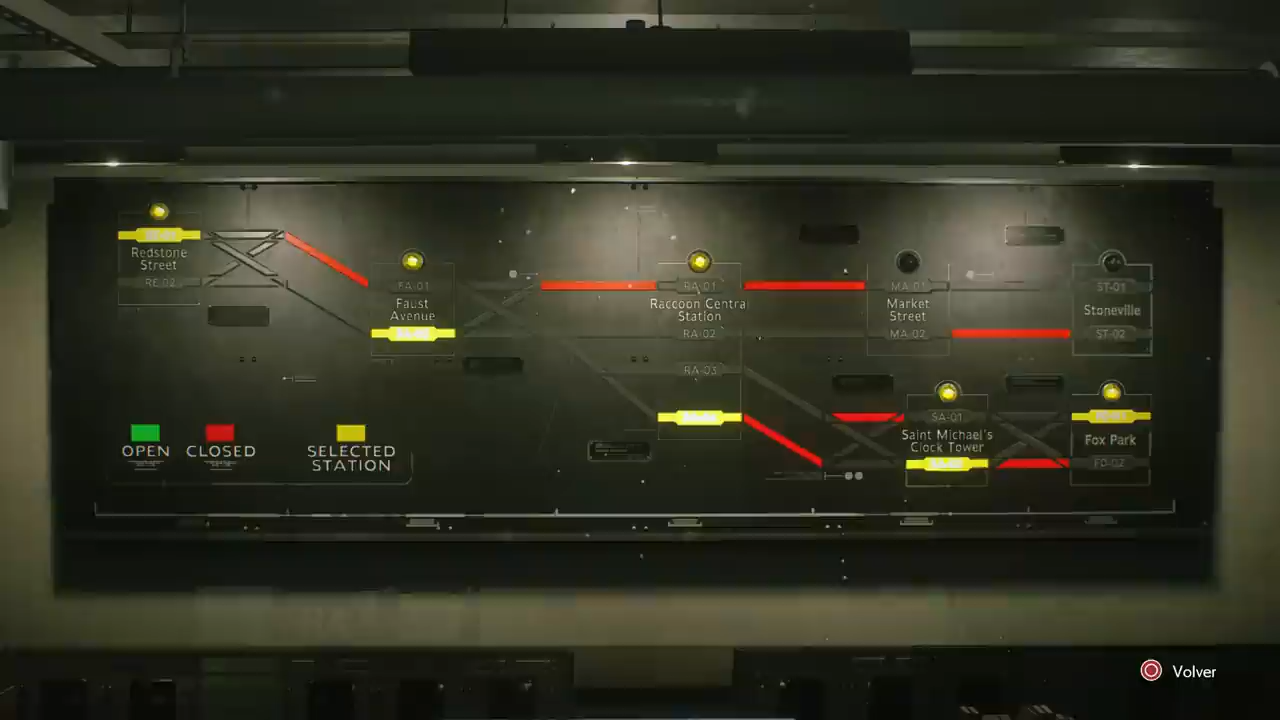 Redstone
Street
RE-02
FA-01
Faust
Avenue
RA-01
Raccoon Central
Station
RA-02
RA-03
MA-01
Market
Street
MA-02
ST-01
Stoneville
ST-02
SA-01
Saint Michael's
Clock Tower
Fox Park
FO-02
OPEN
CLOSED
SELECTED
STATION
Volver